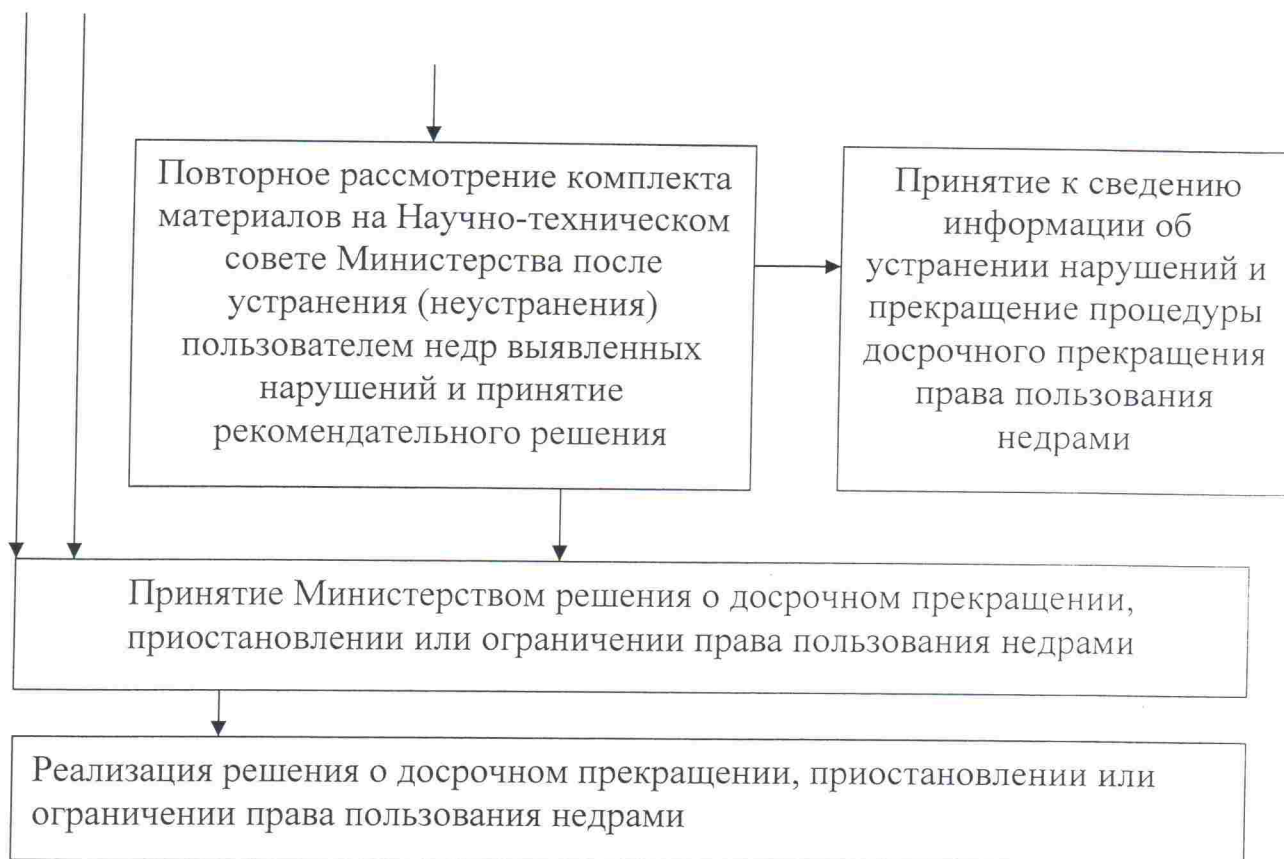 Повторное рассмотрение комплекта
материалов на Научно-техническом
совете Министерства после
устранения (неустранения)
пользователем недр выявленных
нарушений и принятие
рекомендательного решения
Принятие к сведению
информации об
устранении нарушений и
прекращение процедуры
досрочного прекращения
права пользования
недрами
Принятие Министерством решения о досрочном прекращении,
приостановлении или ограничении права пользования недрами
Реализация решения о досрочном прекращении, приостановлении или
ограничении права пользования недрами